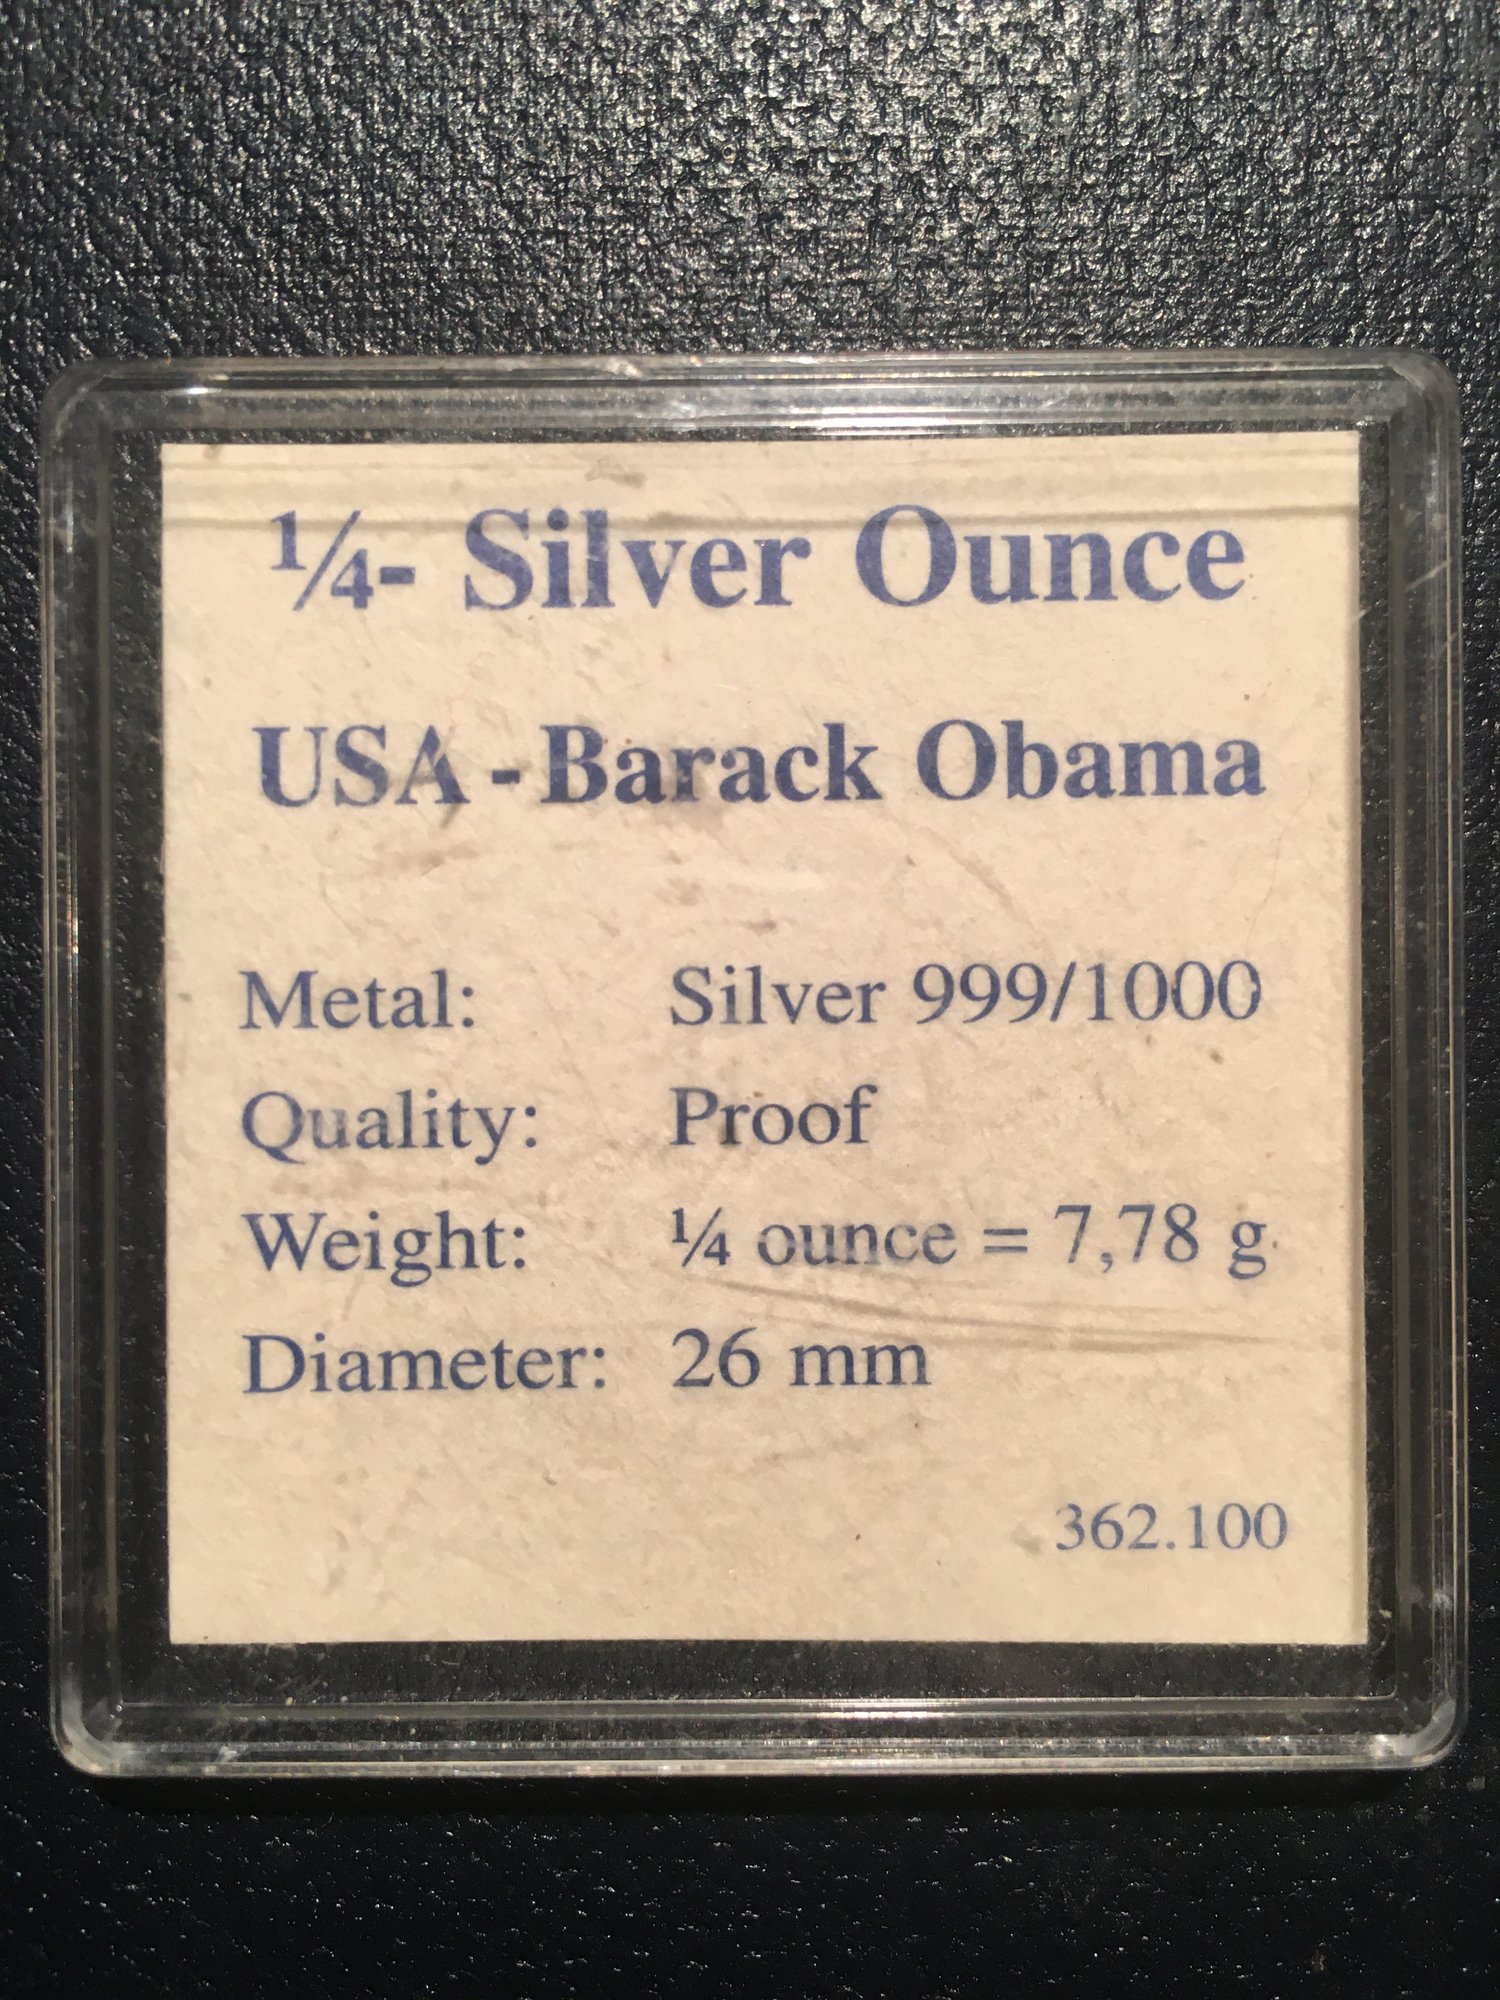 ¼- Silver Ounce
USA - Barack Obama
Metal: Silver 999/1000
Quality: Proof
Weight: ¼ ounce = 7,78 g
Diameter: 26 mm
362.100